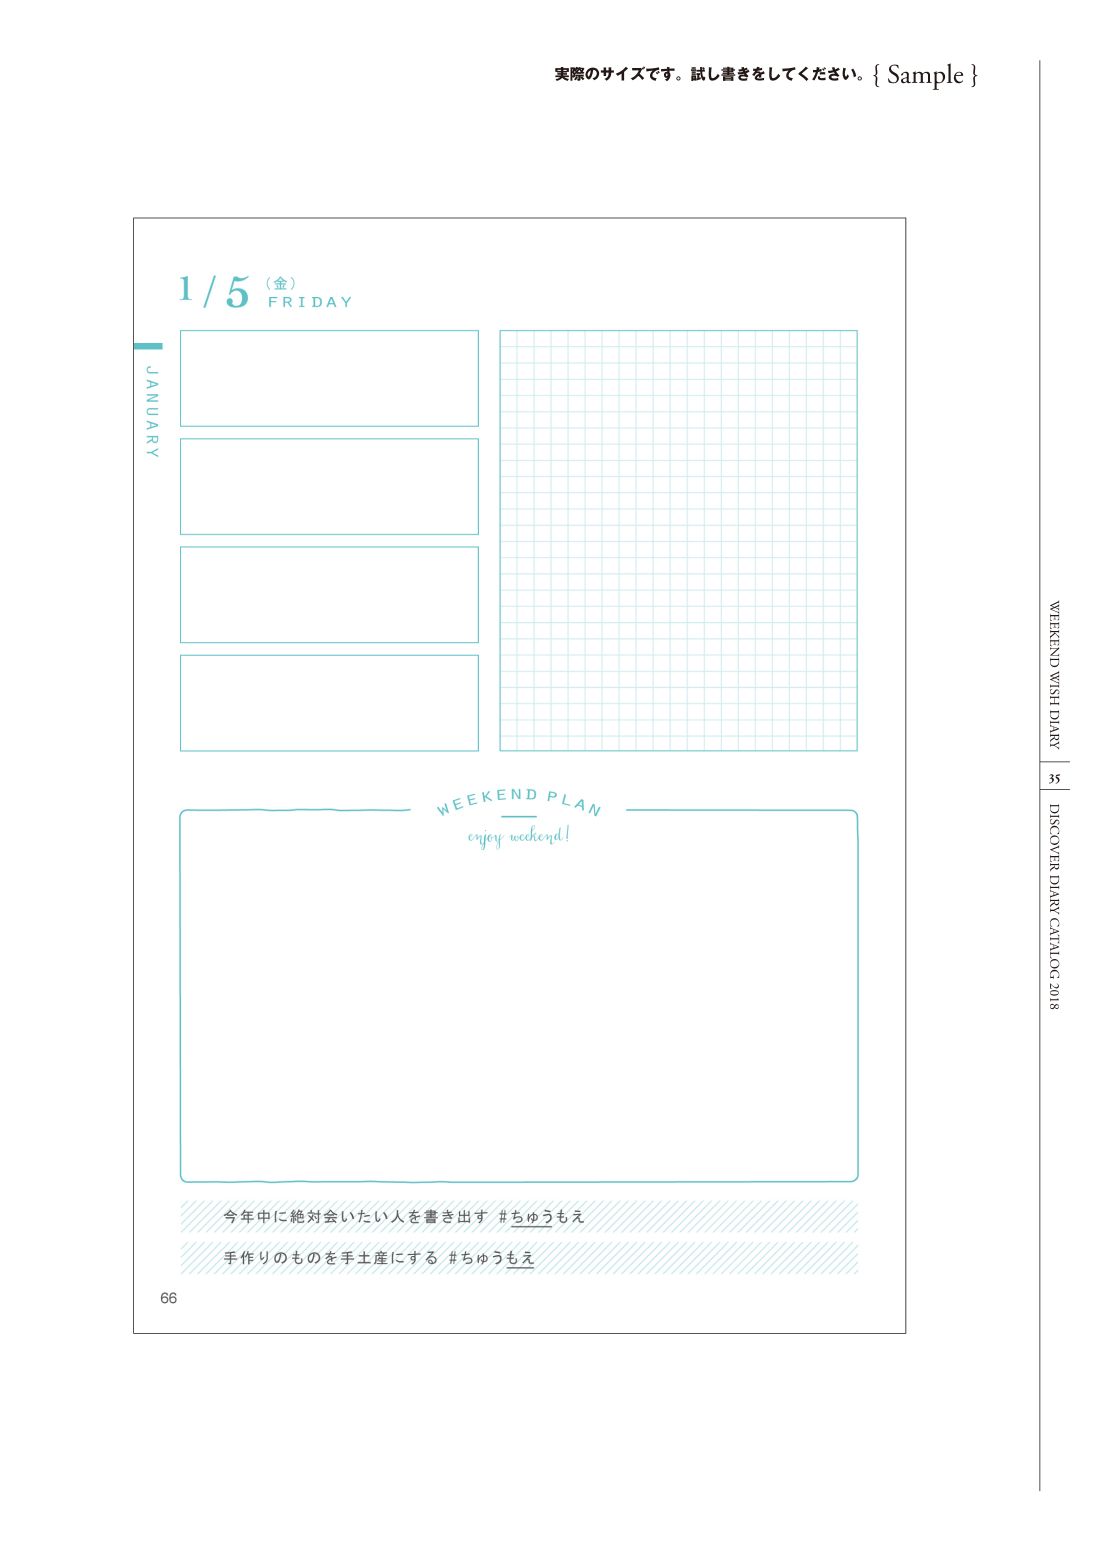 実際のサイズです。試し書きをしてください。{ Sample }
1/5 （金）
FRIDAY
JANUARY
WEEKEND PLAN
enjoy weekend!
今年中に絶対会いたい人を書き出す #ちゅうもえ
手作りのものを手土産にする #ちゅうもえ
66
WEEKEND WISH DIARY
35
DISCOVER DIARY CATALOG 2018